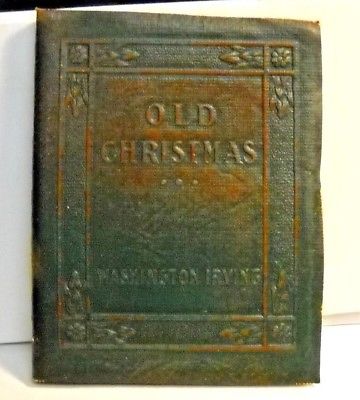 OLD
CHRISTMAS
...
WASHINGTON IRVING